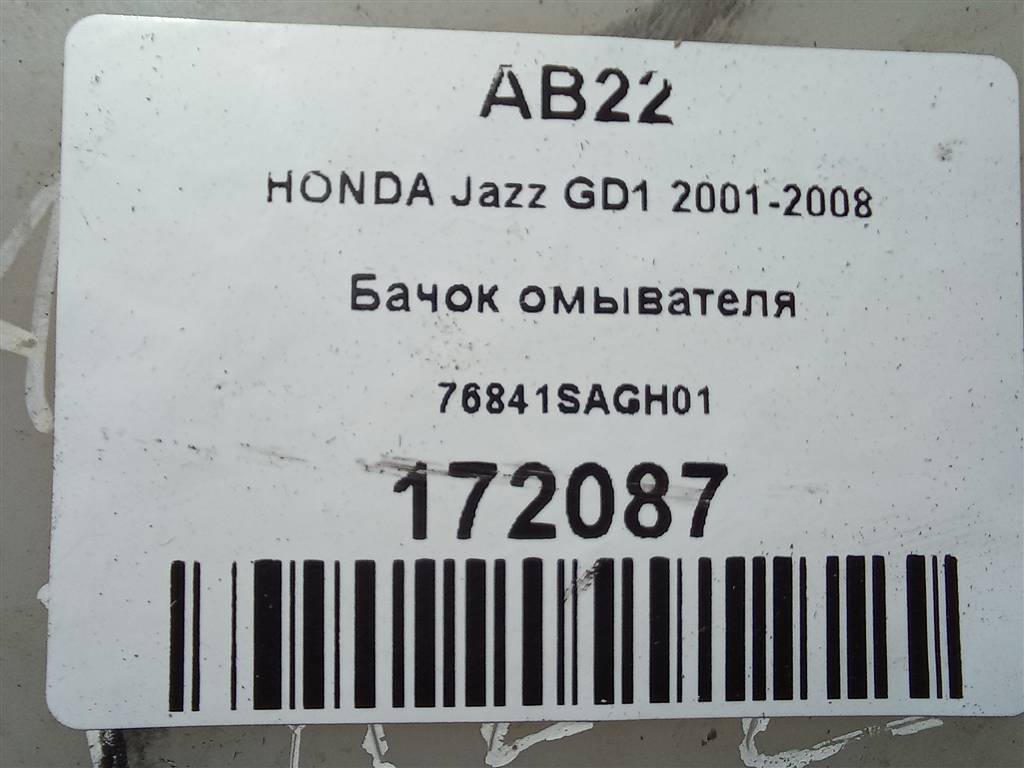 AB22
HONDA Jazz GD1 2001-2008
Бачок омывателя
76841SAGH01
172087